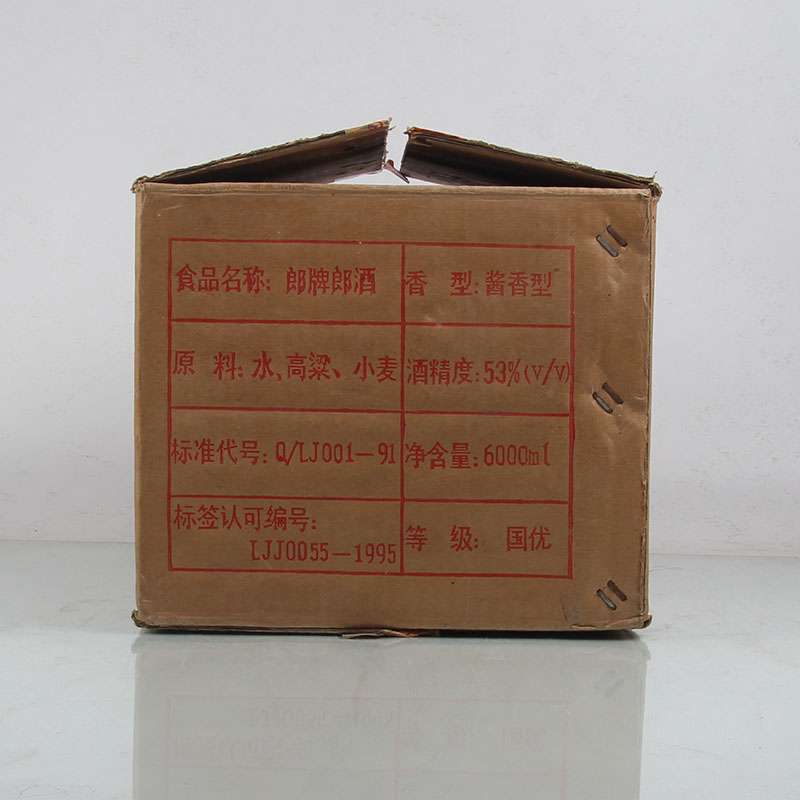 食品名称：郎牌郎酒
香 型：酱香型
原 料：水、高粱、小麦
酒精度：53%(V/V)
标准代号：Q/LJ001－91
净含量：6000ml
标签认可编号：
LJJ0055－1995
等 级：国优